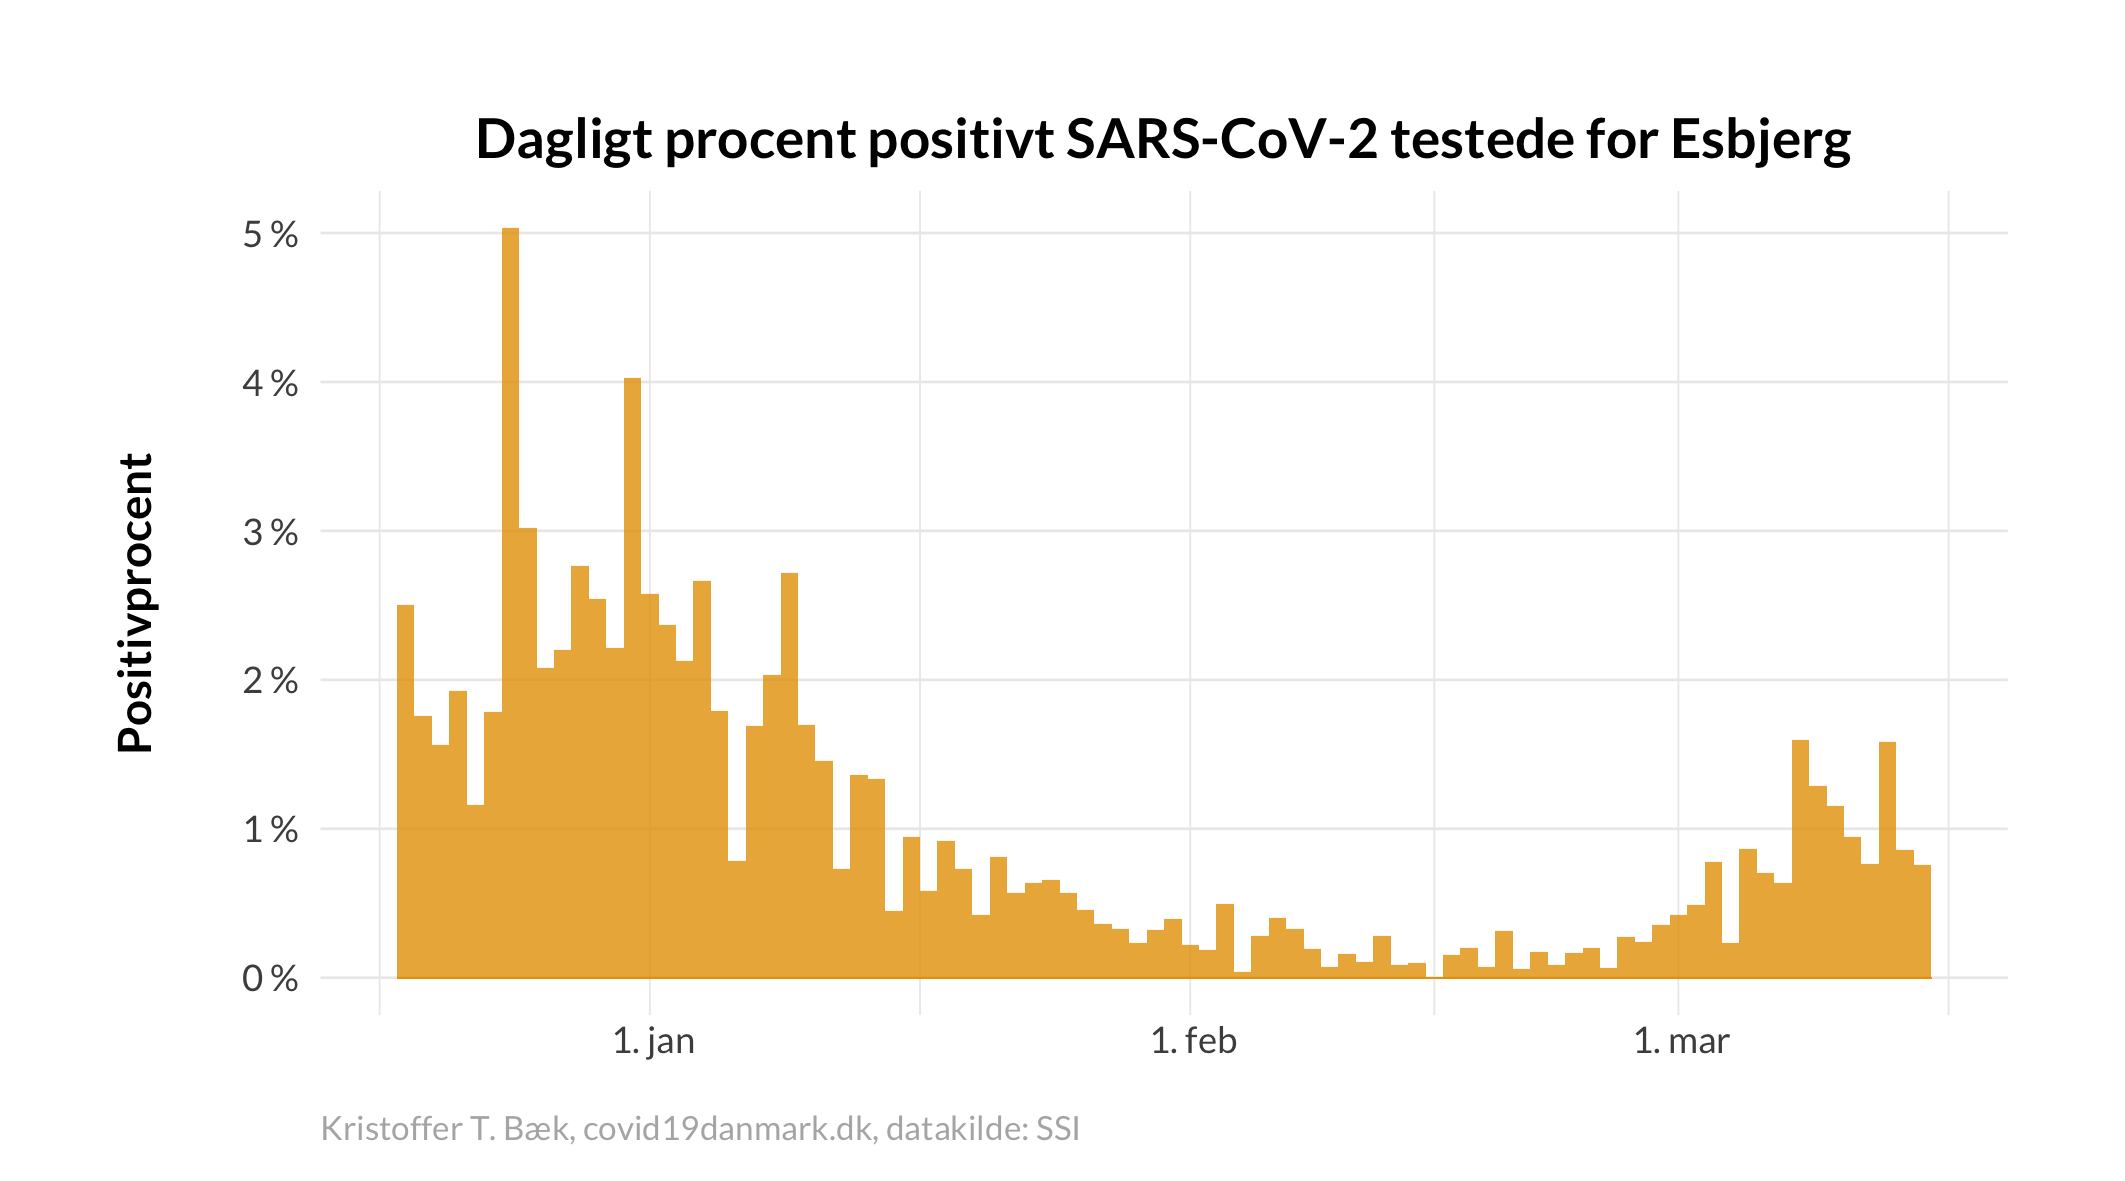 Dagligt procent positivt SARS-CoV-2 testede for Esbjerg
Positivprocent
5 %
4 %
3 %
2 %
1 %
0 %
1. jan
1. feb
1. mar
Kristoffer T. Bæk, covid19danmark.dk, datakilde: SSI